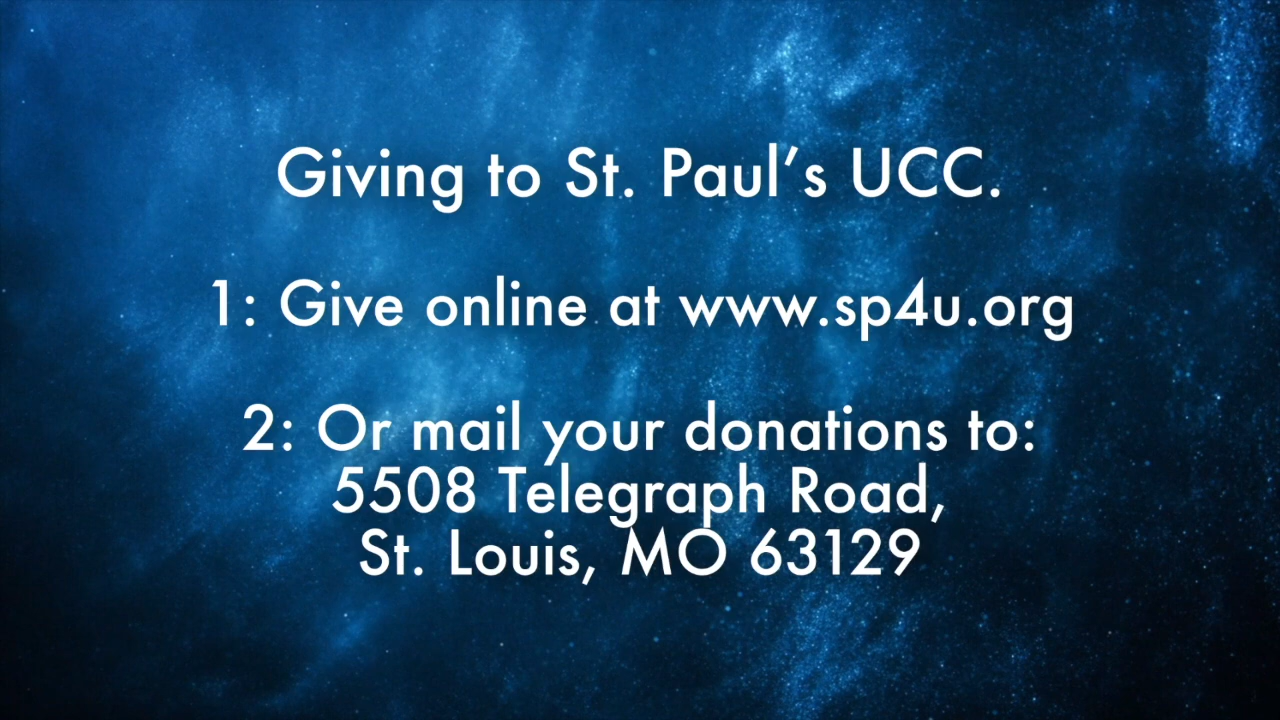 Giving to St. Paul’s UCC.
1: Give online at www.sp4u.org
2: Or mail your donations to:
5508 Telegraph Road,
St. Louis, MO 63129